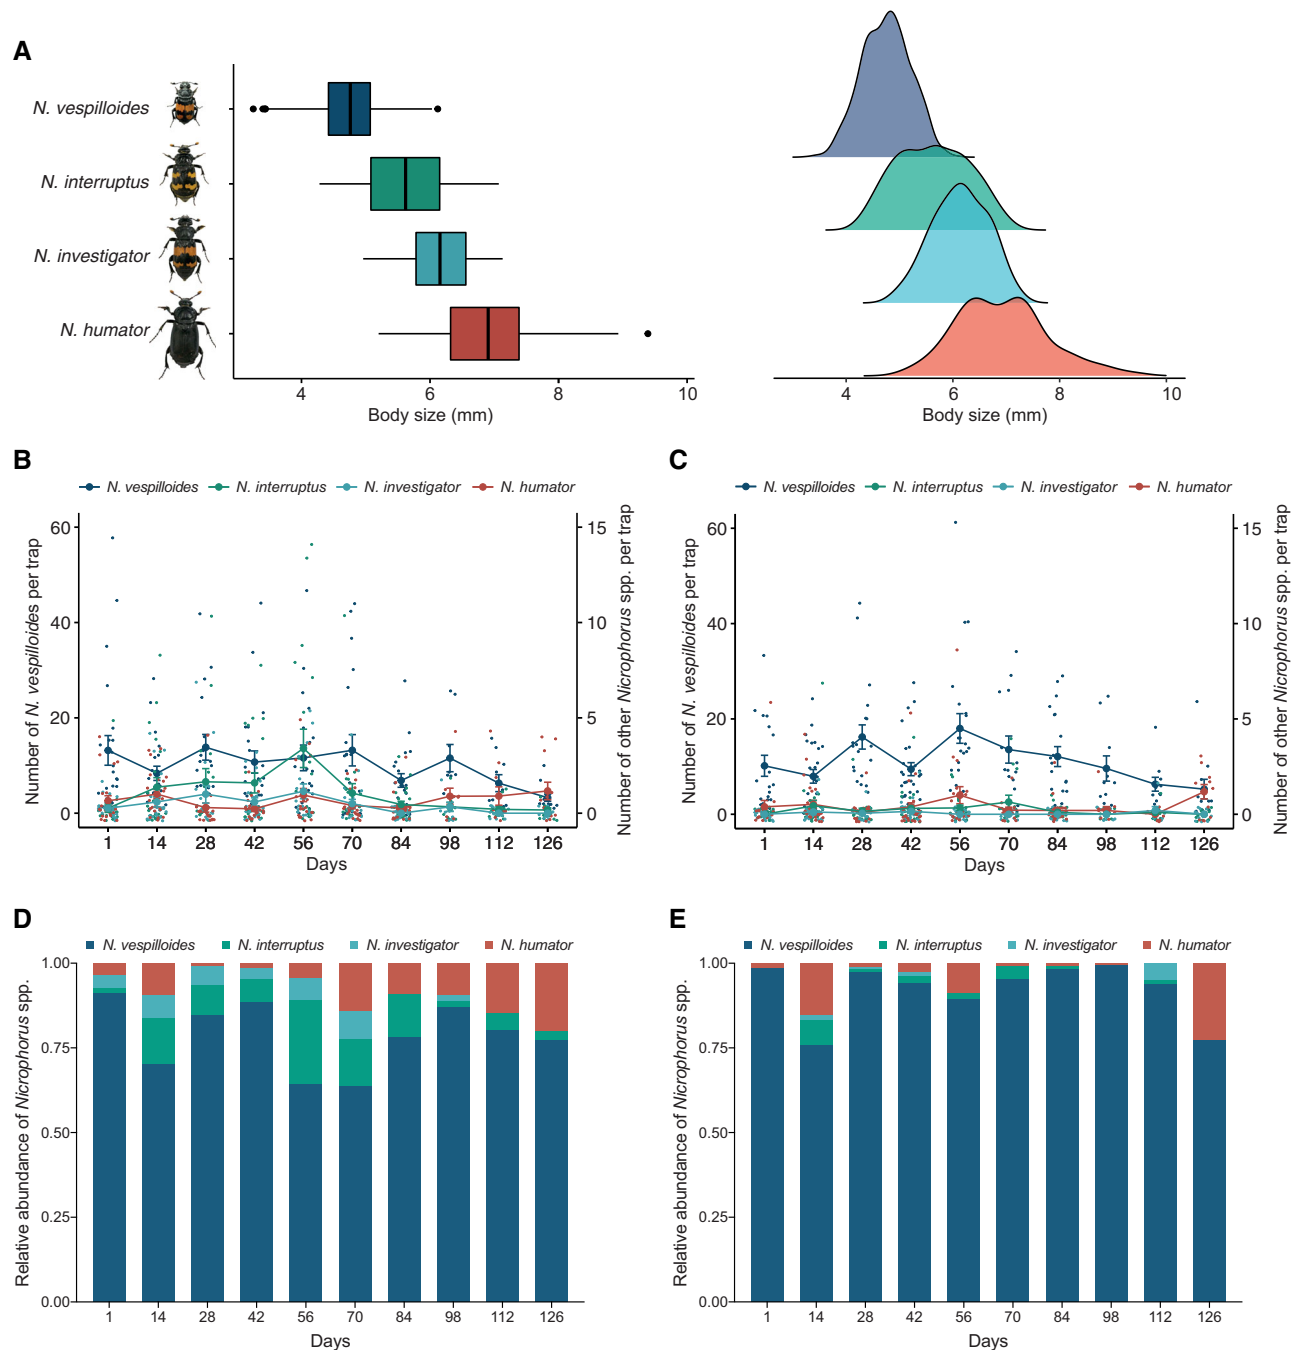 A
N. vespilloides
N. interruptus
N. investigator
N. humator
4 6 8 10
Body size (mm)
4 6 8 10
Body size (mm)
B
N. vespilloides N. interruptus N. investigator N. humator
Number of N. vespilloides per trap
60
40
20
0
15
10
5
0
Number of other Nicrophorus spp. per trap
1 14 28 42 56 70 84 98 112 126
Days
C
N. vespilloides N. interruptus N. investigator N. humator
Number of N. vespilloides per trap
60
40
20
0
15
10
5
0
Number of other Nicrophorus spp. per trap
1 14 28 42 56 70 84 98 112 126
Days
D
N. vespilloides N. interruptus N. investigator N. humator
Relative abundance of Nicrophorus spp.
1.00
0.75
0.50
0.25
0.00
1 14 28 42 56 70 84 98 112 126
Days
E
N. vespilloides N. interruptus N. investigator N. humator
Relative abundance of Nicrophorus spp.
1.00
0.75
0.50
0.25
0.00
1 14 28 42 56 70 84 98 112 126
Days